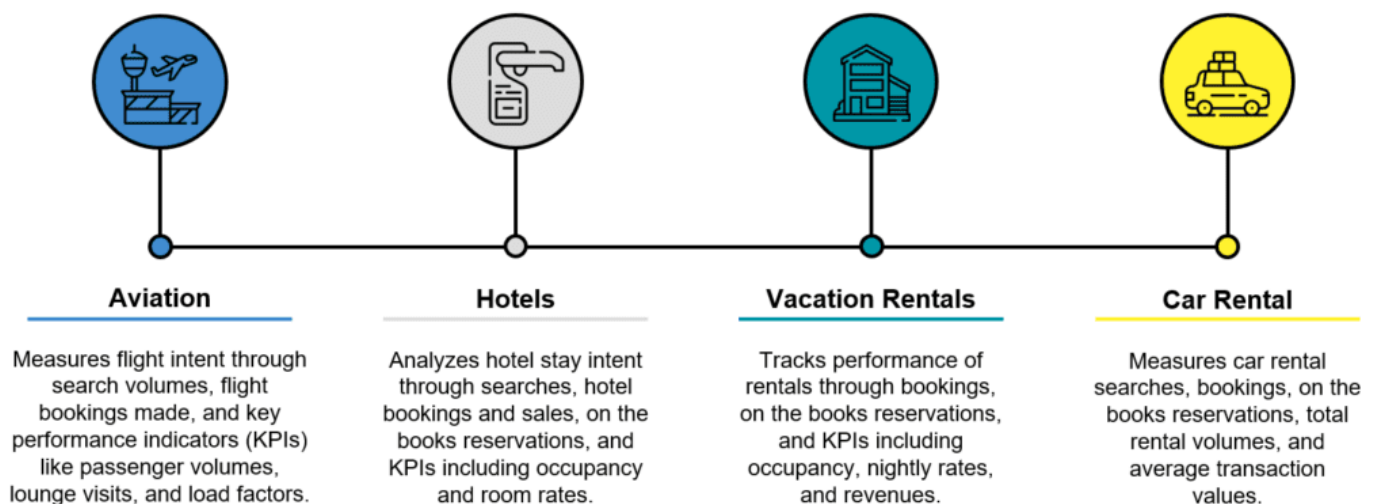 Aviation
Measures flight intent through
search volumes, flight
bookings made, and key
performance indicators (KPIs)
like passenger volumes,
lounge visits, and load factors.
Hotels
Analyzes hotel stay intent
through searches, hotel
bookings and sales, on the
books reservations, and
KPIs including occupancy
and room rates.
Vacation Rentals
Tracks performance of
rentals through bookings,
on the books reservations,
and KPIs including
occupancy, nightly rates,
and revenues.
Car Rental
Measures car rental
searches, bookings, on the
books reservations, total
rental volumes, and
average transaction
values.